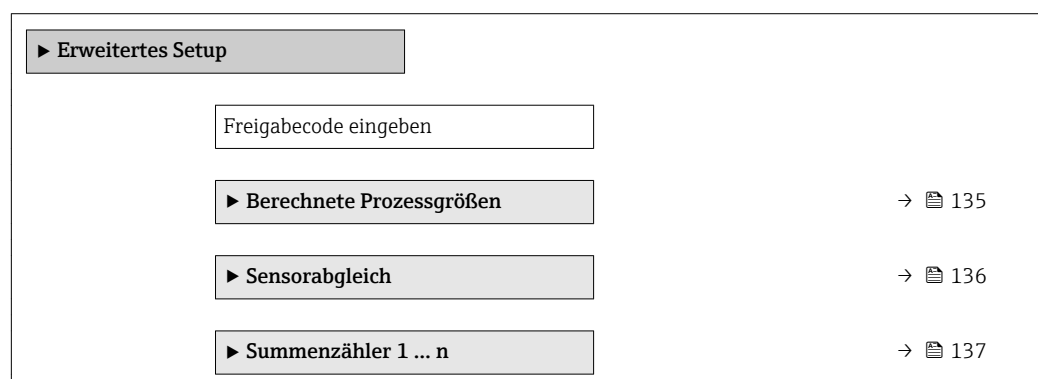 ▶ Erweitertes Setup
Freigabecode eingeben
▶ Berechnete Prozessgrößen → 135
▶ Sensorabgleich → 136
▶ Summenzähler 1 … n → 137